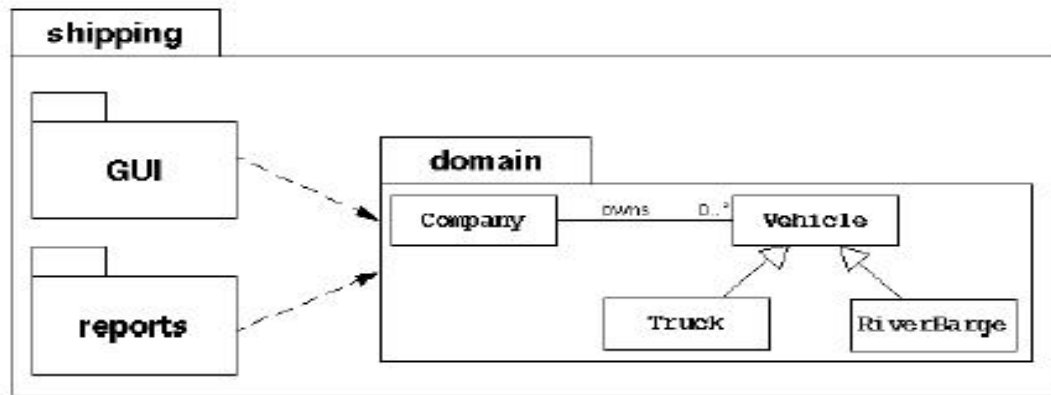 shipping
GUI
domain
Company
owns
0..*
Vehicle
reports
Truck
RiverBarge